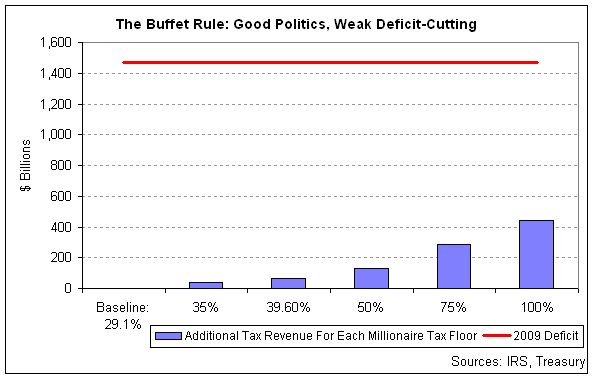 The Buffet Rule: Good Politics, Weak Deficit-Cutting
$ Billions
1,600
1,400
1,200
1,000
800
600
400
200
0
Baseline: 29.1%
35%
39.60%
50%
75%
100%
Additional Tax Revenue For Each Millionaire Tax Floor
2009 Deficit
Sources: IRS, Treasury